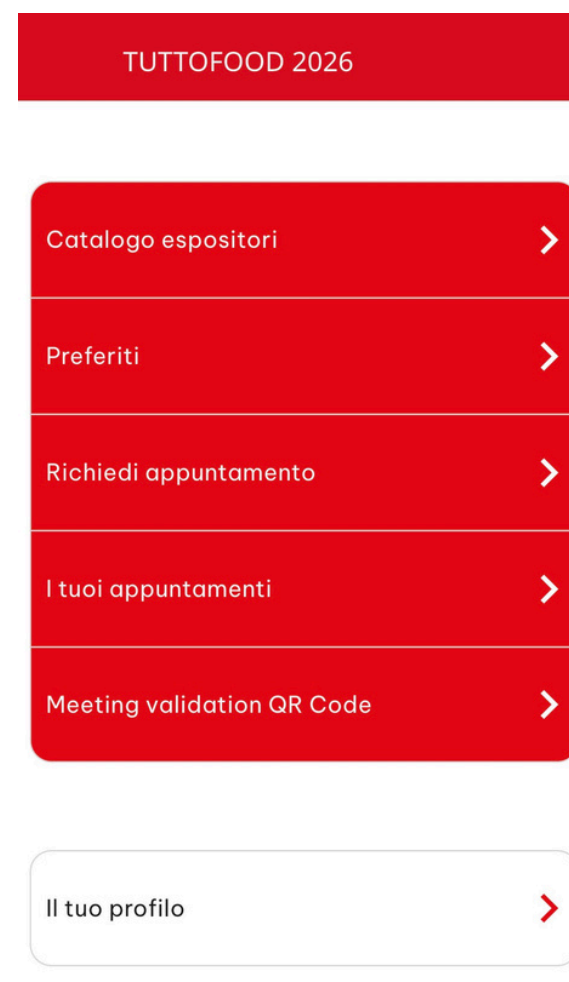 TUTTOFOOD 2026
Catalogo espositori
Preferiti
Richiedi appuntamento
I tuoi appuntamenti
Meeting validation QR Code
Il tuo profilo